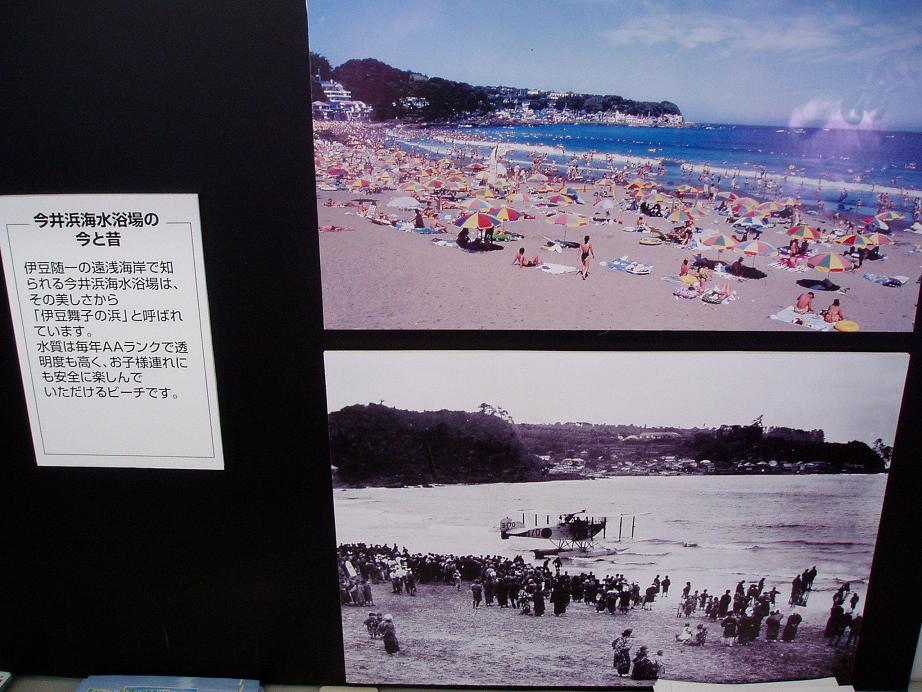 今井浜海水浴場の
今と昔
伊豆随一の遠浅海岸で知
られる今井浜海水浴場は、
その美しさから
「伊豆舞子の浜」と呼ばれ
ています。
水質は毎年AAランクで透
明度も高く、お子様連れに
も安全に楽しんで
いただけるビーチです。